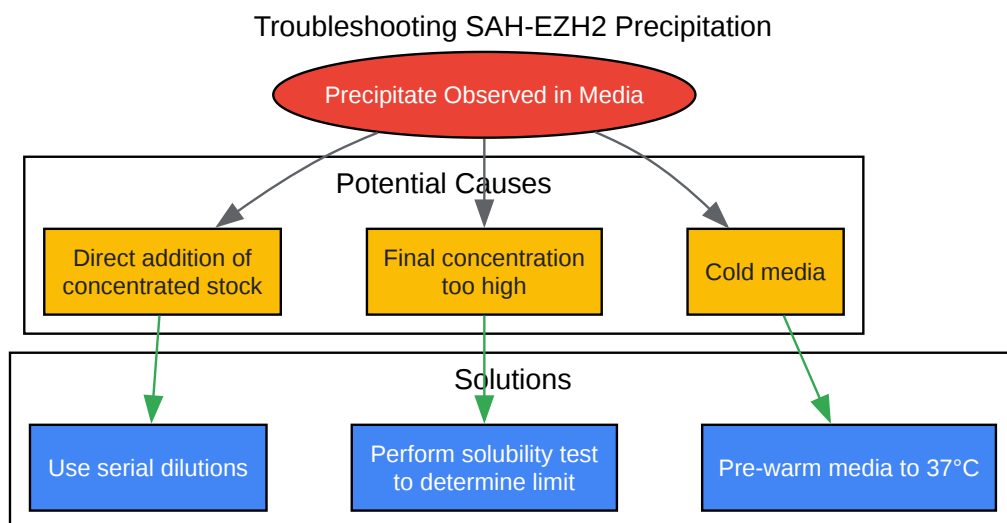 Troubleshooting SAH-EZH2 Precipitation
Precipitate Observed in Media
Potential Causes
Direct addition of
concentrated stock
Final concentration
too high
Cold media
Solutions
Use serial dilutions
Perform solubility test
to determine limit
Pre-warm media to 37°C